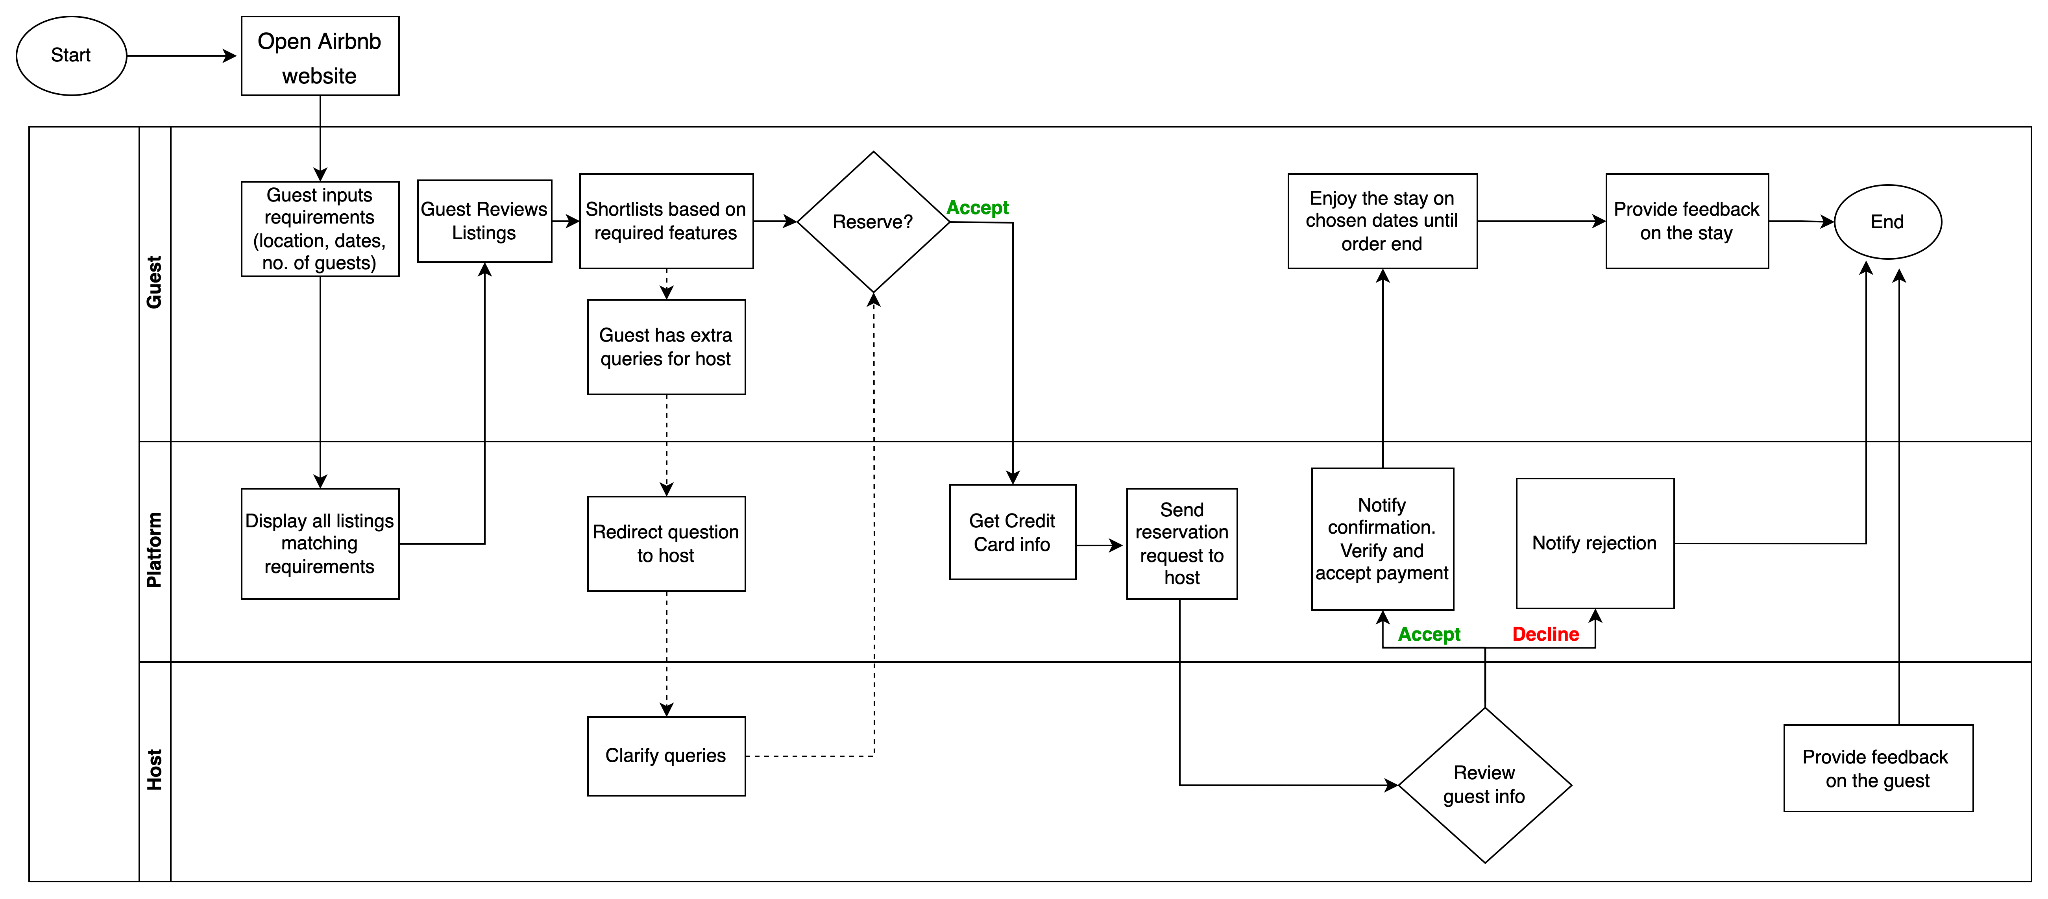 Start
Open Airbnb
website
Guest
Guest inputs
requirements
(location, dates,
no. of guests)
Guest Reviews
Listings
Shortlists based on
required features
Reserve?
Accept
Enjoy the stay on
chosen dates until
order end
Provide feedback
on the stay
End
Guest has extra
queries for host
Platform
Display all listings
matching
requirements
Redirect question
to host
Get Credit
Card info
Send
reservation
request to
host
Notify
confirmation.
Verify and
accept payment
Notify rejection
Accept
Decline
Host
Clarify queries
Review
guest info
Provide feedback
on the guest